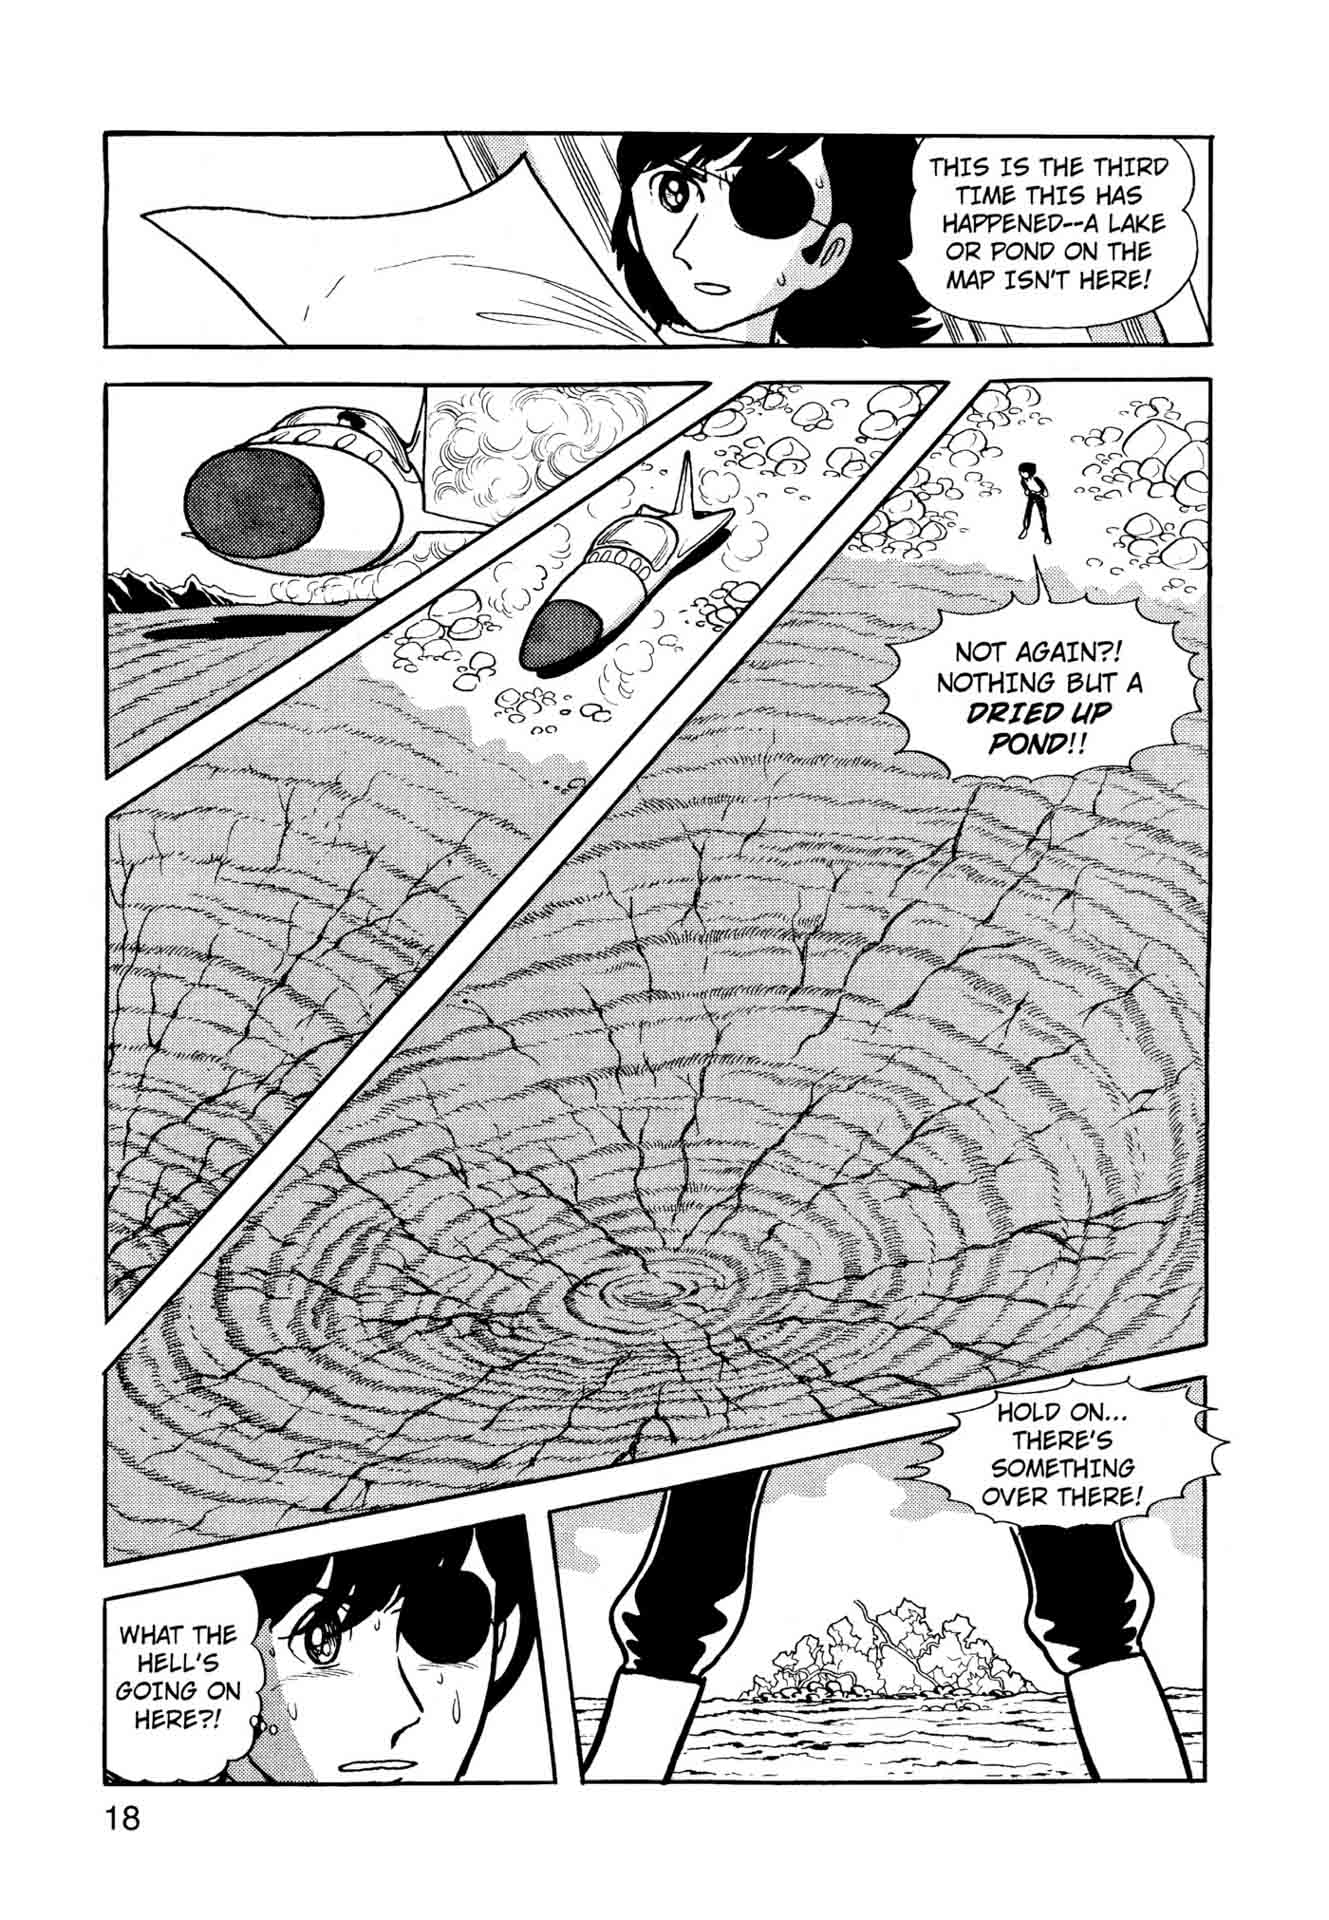 THIS IS THE THIRD
TIME THIS HAS
HAPPENED--A LAKE
OR POND ON THE
MAP ISN'T HERE!
NOT AGAIN?!
NOTHING BUT A
DRIED UP
POND!!
WHAT THE
HELL'S
GOING ON
HERE?!
HOLD ON...
THERE'S
SOMETHING
OVER THERE!
18